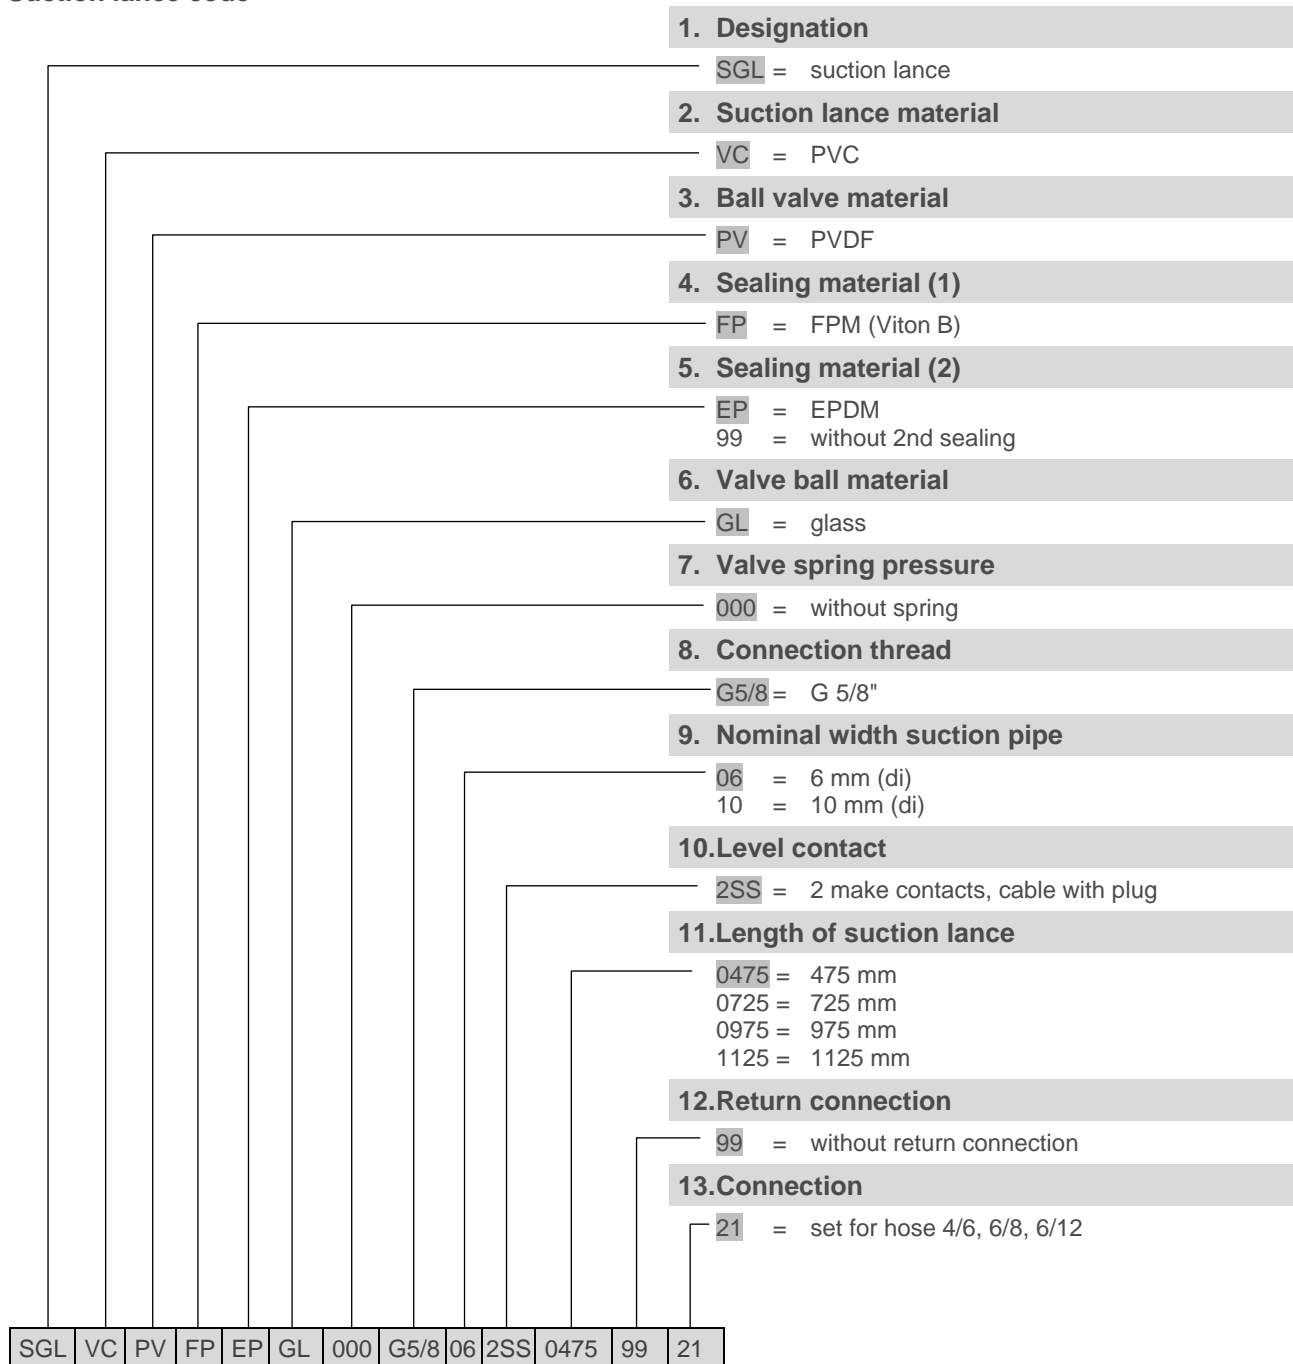 1. Designation
SGL = suction lance
2. Suction lance material
VC = PVC
3. Ball valve material
PV = PVDF
4. Sealing material (1)
FP = FPM (Viton B)
5. Sealing material (2)
EP = EPDM
99 = without 2nd sealing
6. Valve ball material
GL = glass
7. Valve spring pressure
000 = without spring
8. Connection thread
G5/8 = G 5/8"
9. Nominal width suction pipe
06 = 6 mm (di)
10 = 10 mm (di)
10.Level contact
2SS = 2 make contacts, cable with plug
11.Length of suction lance
0475 = 475 mm
0725 = 725 mm
0975 = 975 mm
1125 = 1125 mm
12.Return connection
99 = without return connection
13.Connection
21 = set for hose 4/6, 6/8, 6/12
SGL VC PV FP EP GL 000 G5/8 06 2SS 0475 99 21